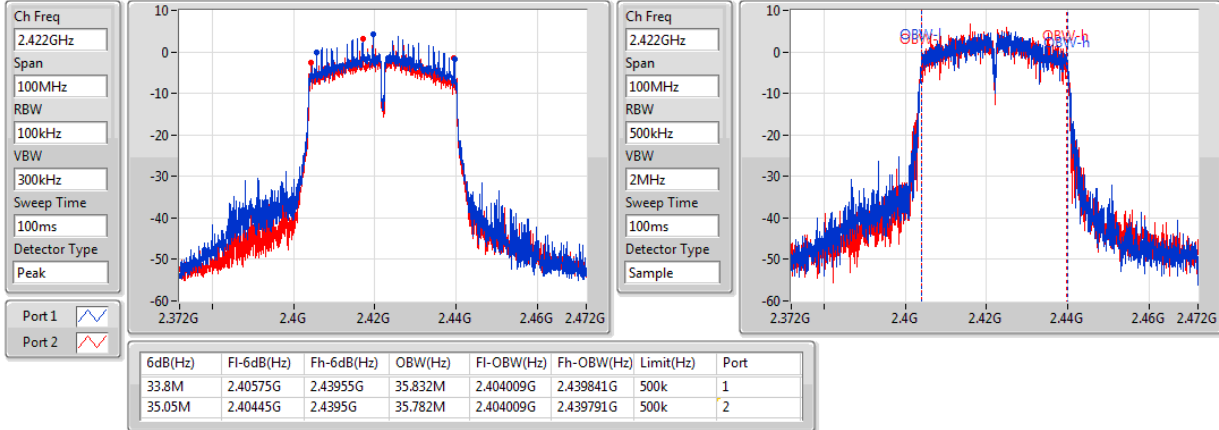 Ch Freq
2.422GHz
Span
100MHz
RBW
100kHz
VBW
300kHz
Sweep Time
100ms
Detector Type
Peak
Port 1
Port 2
10
0
-10
-20
-30
-40
-50
-60
2.372G 2.4G 2.42G 2.44G 2.46G 2.472G
Ch Freq
2.422GHz
Span
100MHz
RBW
500kHz
VBW
2MHz
Sweep Time
100ms
Detector Type
Sample
10
0
-10
-20
-30
-40
-50
-60
OBW-h
OBW-h
2.372G 2.4G 2.42G 2.44G 2.46G 2.472G
6dB(Hz) Fl-6dB(Hz) Fh-6dB(Hz) OBW(Hz) Fl-OBW(Hz) Fh-OBW(Hz) Limit(Hz) Port
33.8M 2.40575G 2.43955G 35.832M 2.404009G 2.439841G 500k 1
35.05M 2.40445G 2.4395G 35.782M 2.404009G 2.439791G 500k 2